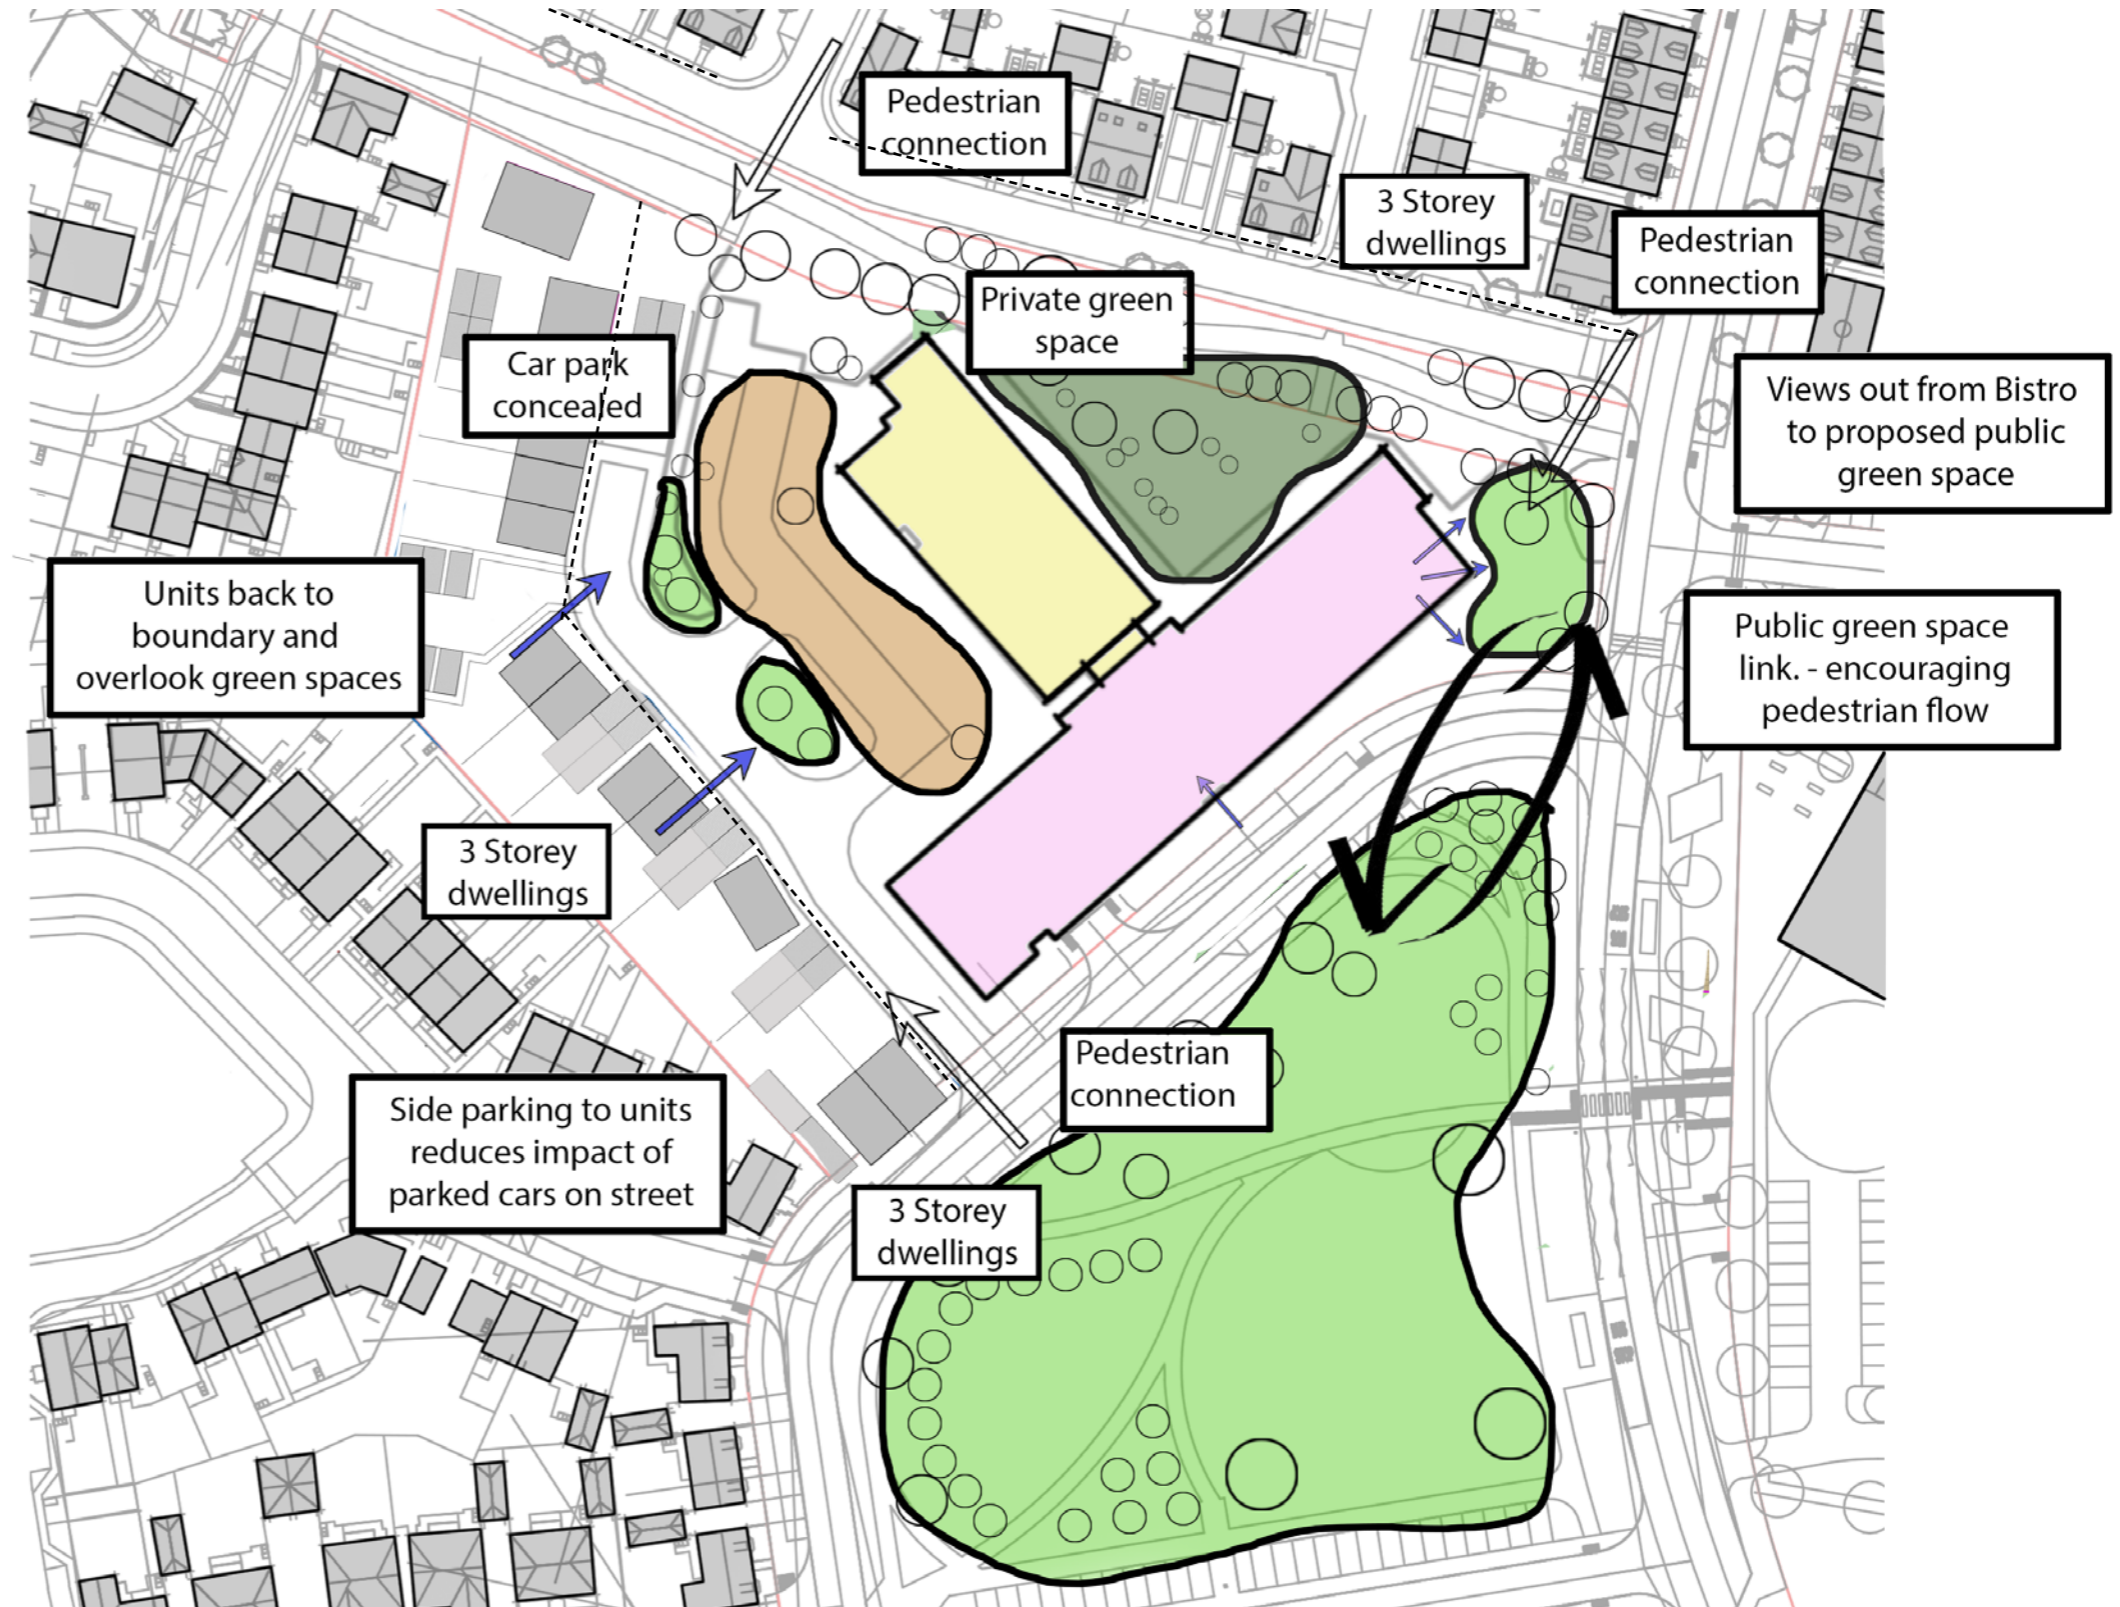 Pedestrian
connection
3 Storey
dwellings
Pedestrian
connection
Private green
space
Car park
concealed
Views out from Bistro
to proposed public
green space
Units back to
boundary and
overlook green spaces
Public green space
link. - encouraging
pedestrian flow
3 Storey
dwellings
Pedestrian
connection
Side parking to units
reduces impact of
parked cars on street
3 Storey
dwellings